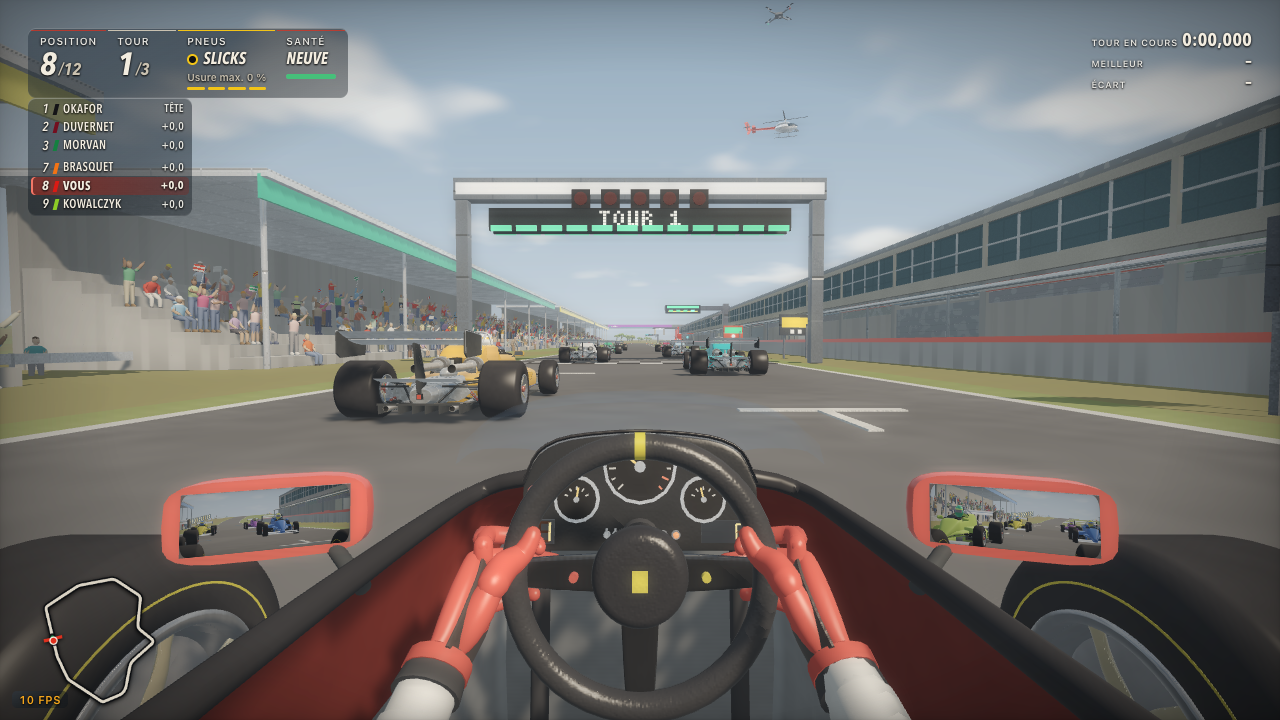 POSITION TOUR PNEUS SANTÉ
8/12 1/3 SLICKS NEUVE
Usure max. 0 %
1 OKAFOR TÊTE
2 DUVERNET +0,0
3 MORVAN +0,0
7 BRASQUET +0,0
8 VOUS +0,0
9 KOWALCZYK +0,0
TOUR EN COURS 0:00,000
MEILLEUR –
ÉCART –
TOUR 1
10 FPS